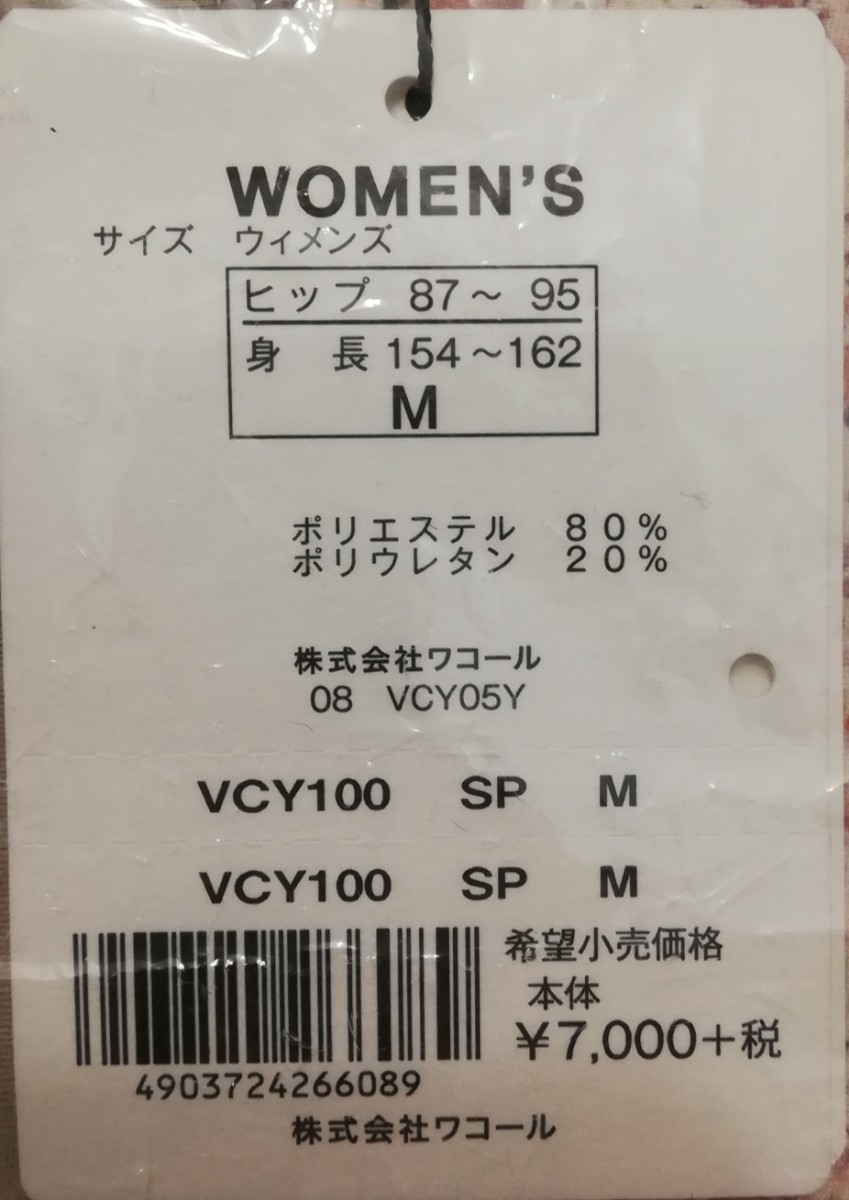 WOMEN'S
サイズ ウィメンズ
ヒップ 87～ 95
身 長 154～162
M
ポリエステル 80%
ポリウレタン 20%
株式会社ワコール
08 VCY05Y
VCY100 SP M
VCY100 SP M
希望小売価格
本体
¥7,000+税
4903724266089
株式会社ワコール